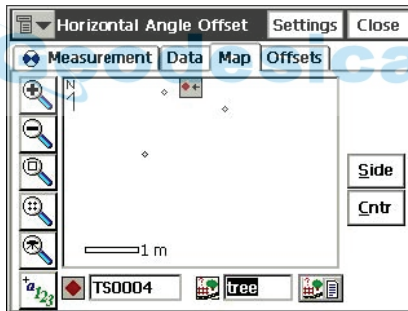 Horizontal Angle Offset Settings Close
Measurement Data Map Offsets
N
Side
Cntr
1 m
TS0004 tree